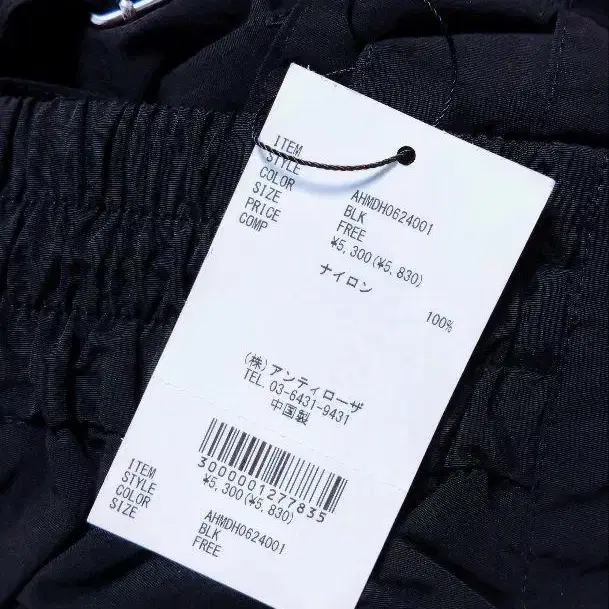 ITEM
STYLE AHMDH0624001
COLOR BLK
SIZE FREE
PRICE ¥5,300(¥5,830)
COMP ナイロン
100%
(株)アンティローザ
TEL. 03-6431-9431
中国製
3000001277835
¥5,300(¥5,830)
ITEM
STYLE AHMDH0624001
COLOR BLK
SIZE FREE